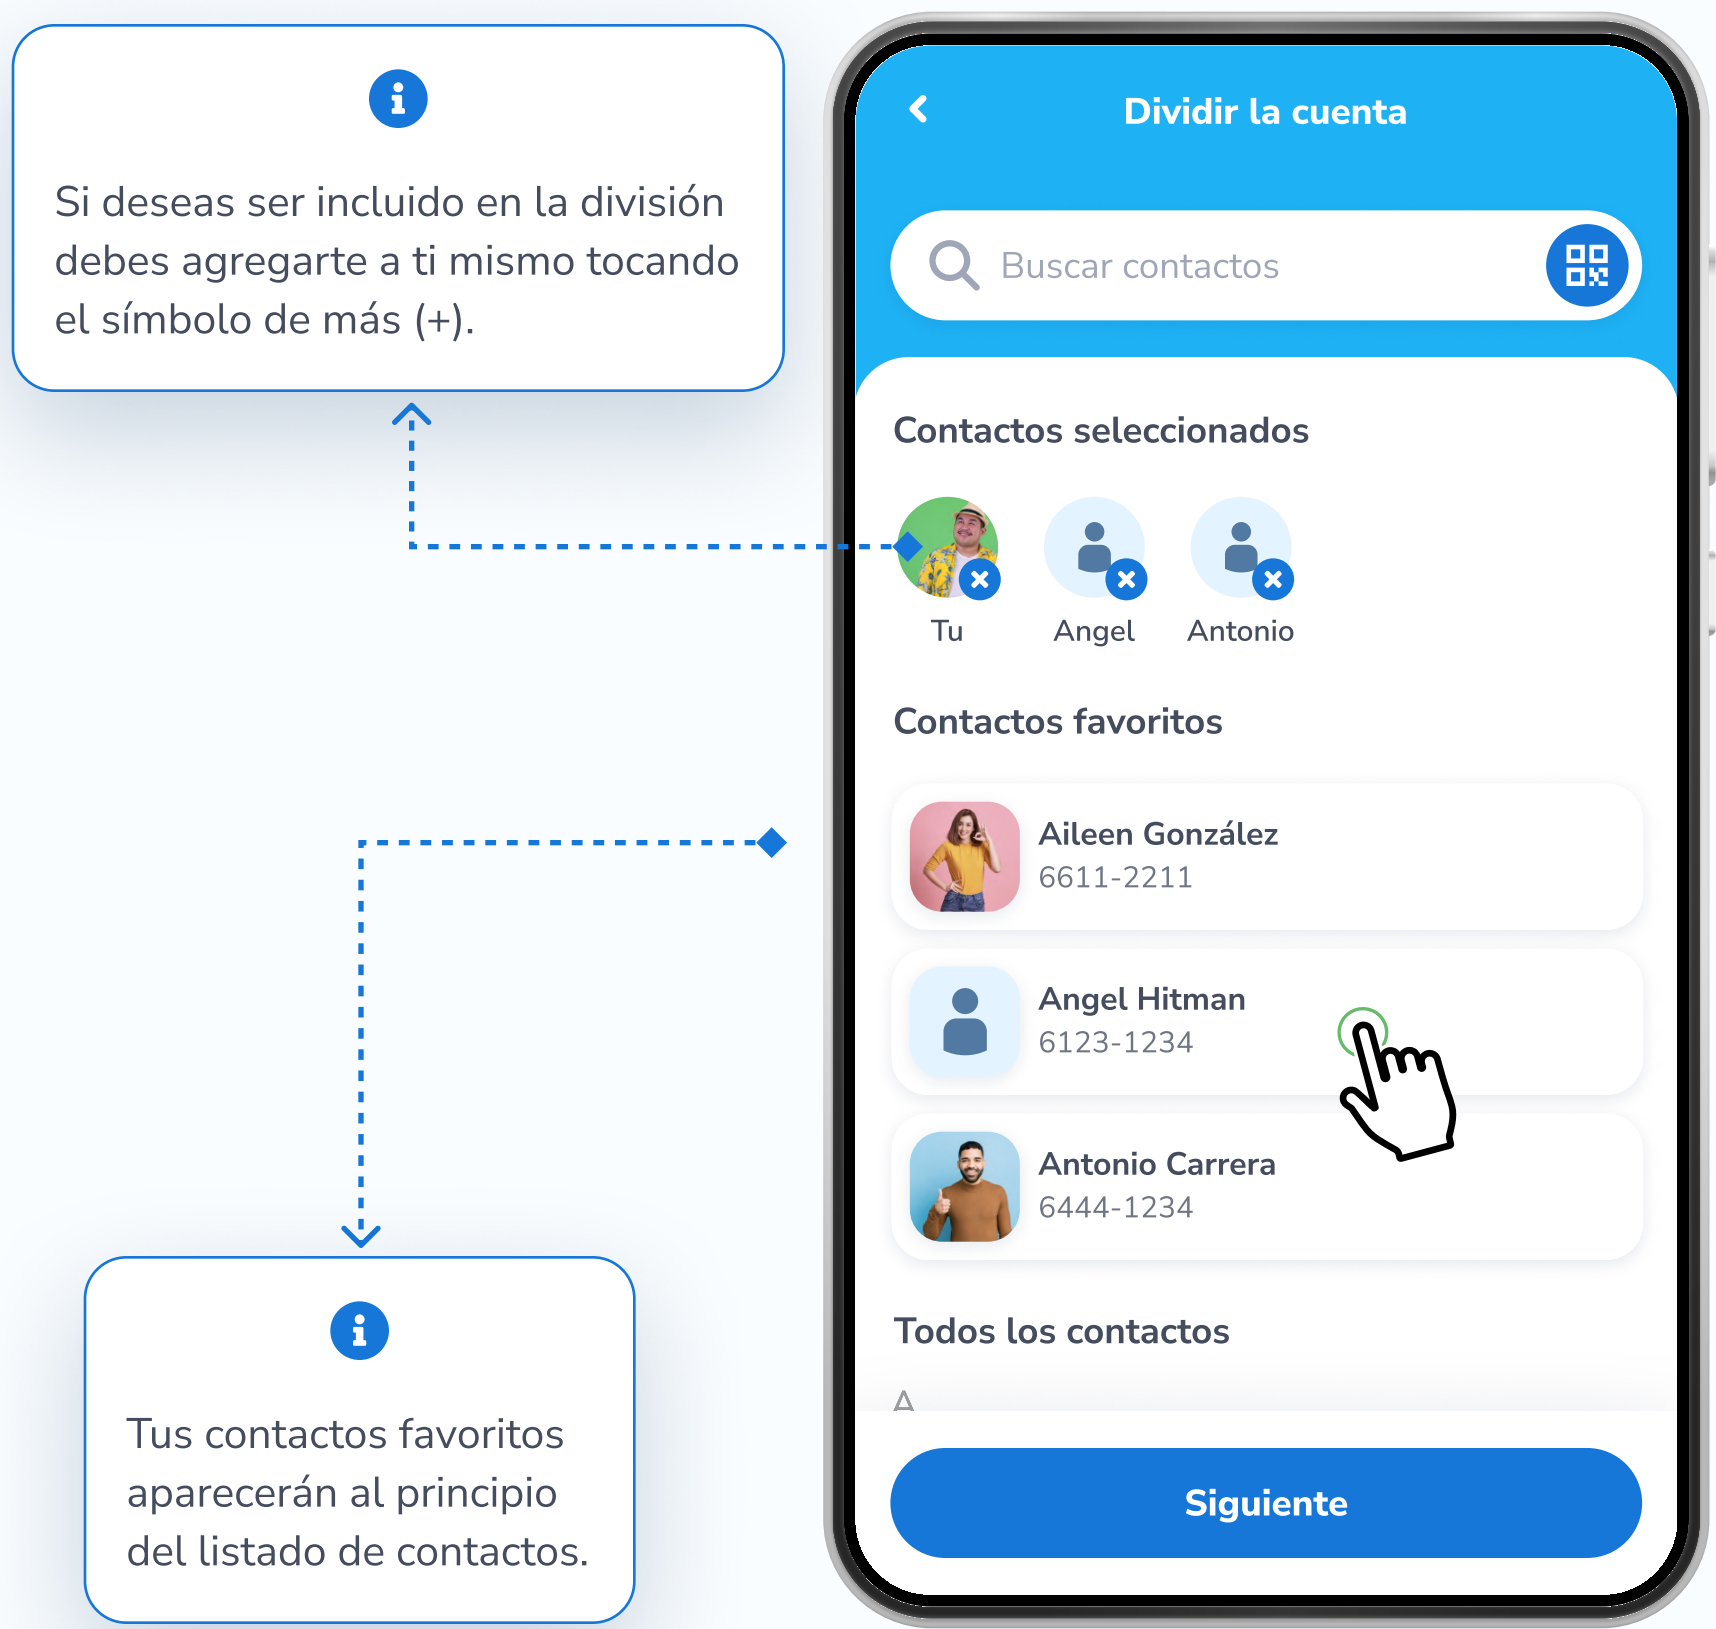 Si deseas ser incluido en la división
debes agregarte a ti mismo tocando
el símbolo de más (+).
Tus contactos favoritos
aparecerán al principio
del listado de contactos.
Dividir la cuenta
Buscar contactos
Contactos seleccionados
Tu
Angel
Antonio
Contactos favoritos
Aileen González
6611-2211
Angel Hitman
6123-1234
Antonio Carrera
6444-1234
Todos los contactos
A
Siguiente